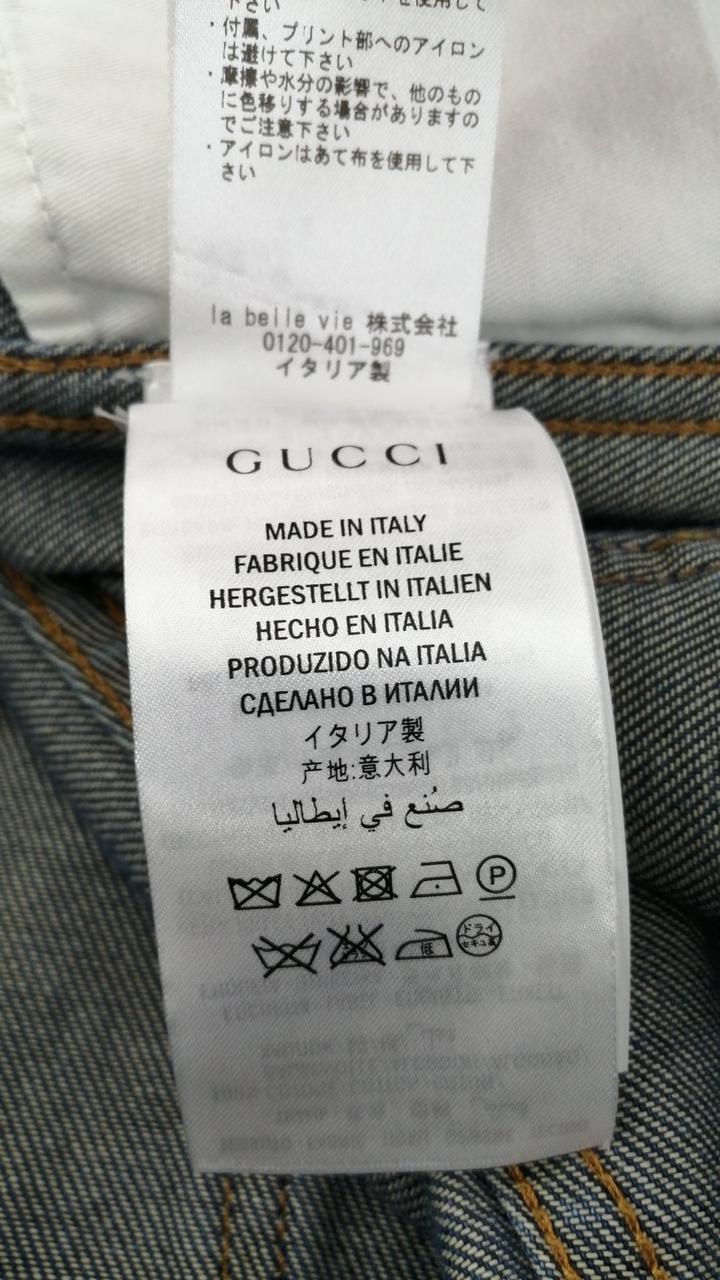 下さい
・付属、プリント部へのアイロン
は避けて下さい
・摩擦や水分の影響で、他のもの
に色移りする場合がありますの
でご注意下さい
・アイロンはあて布を使用して下
さい
la belle vie 株式会社
0120-401-969
イタリア製
GUCCI
MADE IN ITALY
FABRIQUE EN ITALIE
HERGESTELLT IN ITALIEN
HECHO EN ITALIA
PRODUZIDO NA ITALIA
СДЕЛАНО В ИТАЛИИ
イタリア製
产地:意大利
صُنع في إيطاليا
P
低 ドライ
セキユ系